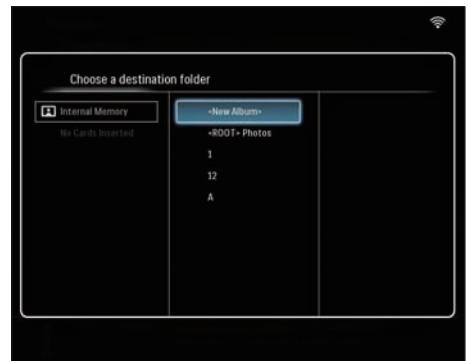 Choose a destination folder
Internal Memory
No Cards Inserted
<New Album>
<ROOT> Photos
1
12
A